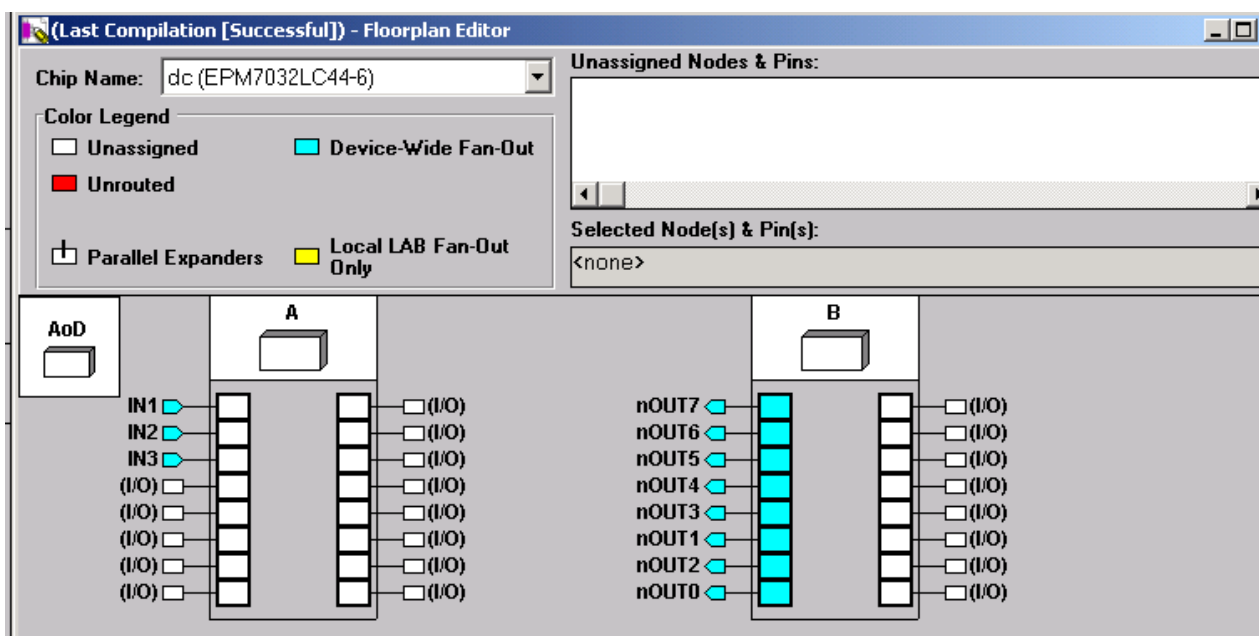 (Last Compilation [Successful]) - Floorplan Editor
Chip Name: dc (EPM7032LC44-6)
Unassigned Nodes & Pins:
Color Legend
Unassigned
Device-Wide Fan-Out
Unrouted
Parallel Expanders
Local LAB Fan-Out
Only
Selected Node(s) & Pin(s):
<none>
AoD
A
B
IN1 (I/O) nOUT7 (I/O)
IN2 (I/O) nOUT6 (I/O)
IN3 (I/O) nOUT5 (I/O)
(I/O) (I/O) nOUT4 (I/O)
(I/O) (I/O) nOUT3 (I/O)
(I/O) (I/O) nOUT1 (I/O)
(I/O) (I/O) nOUT2 (I/O)
(I/O) (I/O) nOUT0 (I/O)